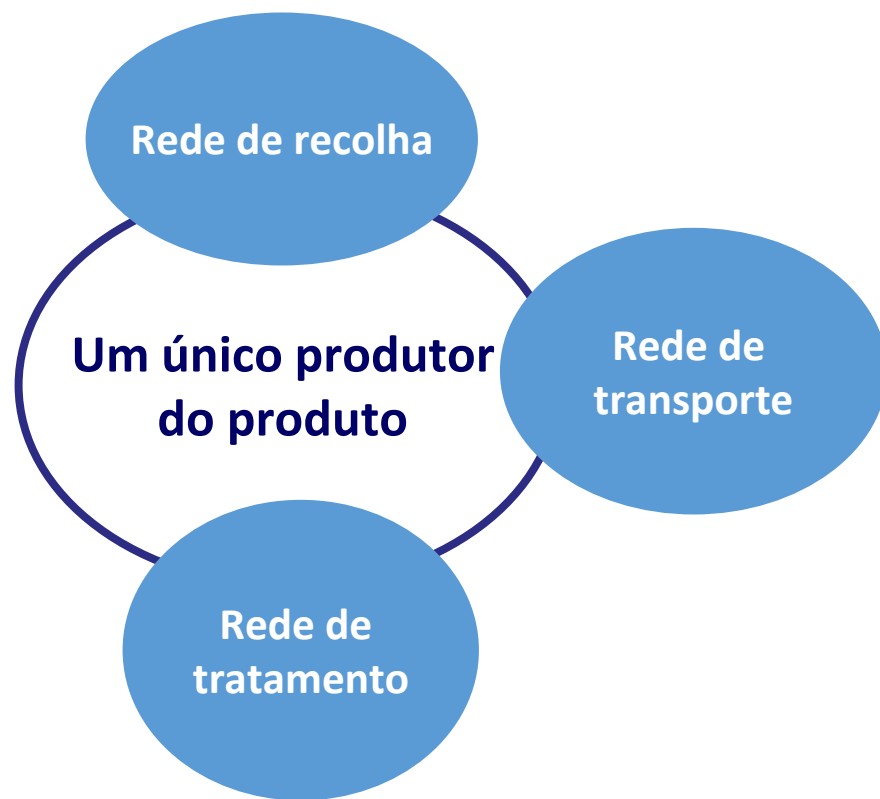 Rede de recolha
Um único produtor
do produto
Rede de
transporte
Rede de
tratamento